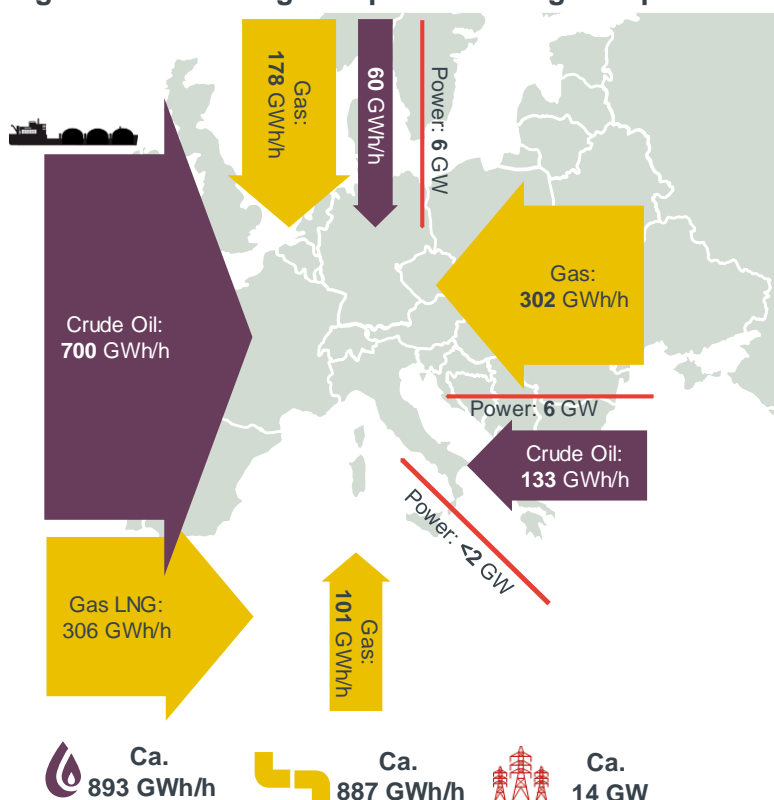 Gas:
178 GWh/h
60 GWh/h
Power: 6 GW
Gas:
302 GWh/h
Crude Oil:
700 GWh/h
Power: 6 GW
Crude Oil:
133 GWh/h
Power: <2 GW
Gas LNG:
306 GWh/h
Gas:
101 GWh/h
Ca.
893 GWh/h
Ca.
887 GWh/h
Ca.
14 GW